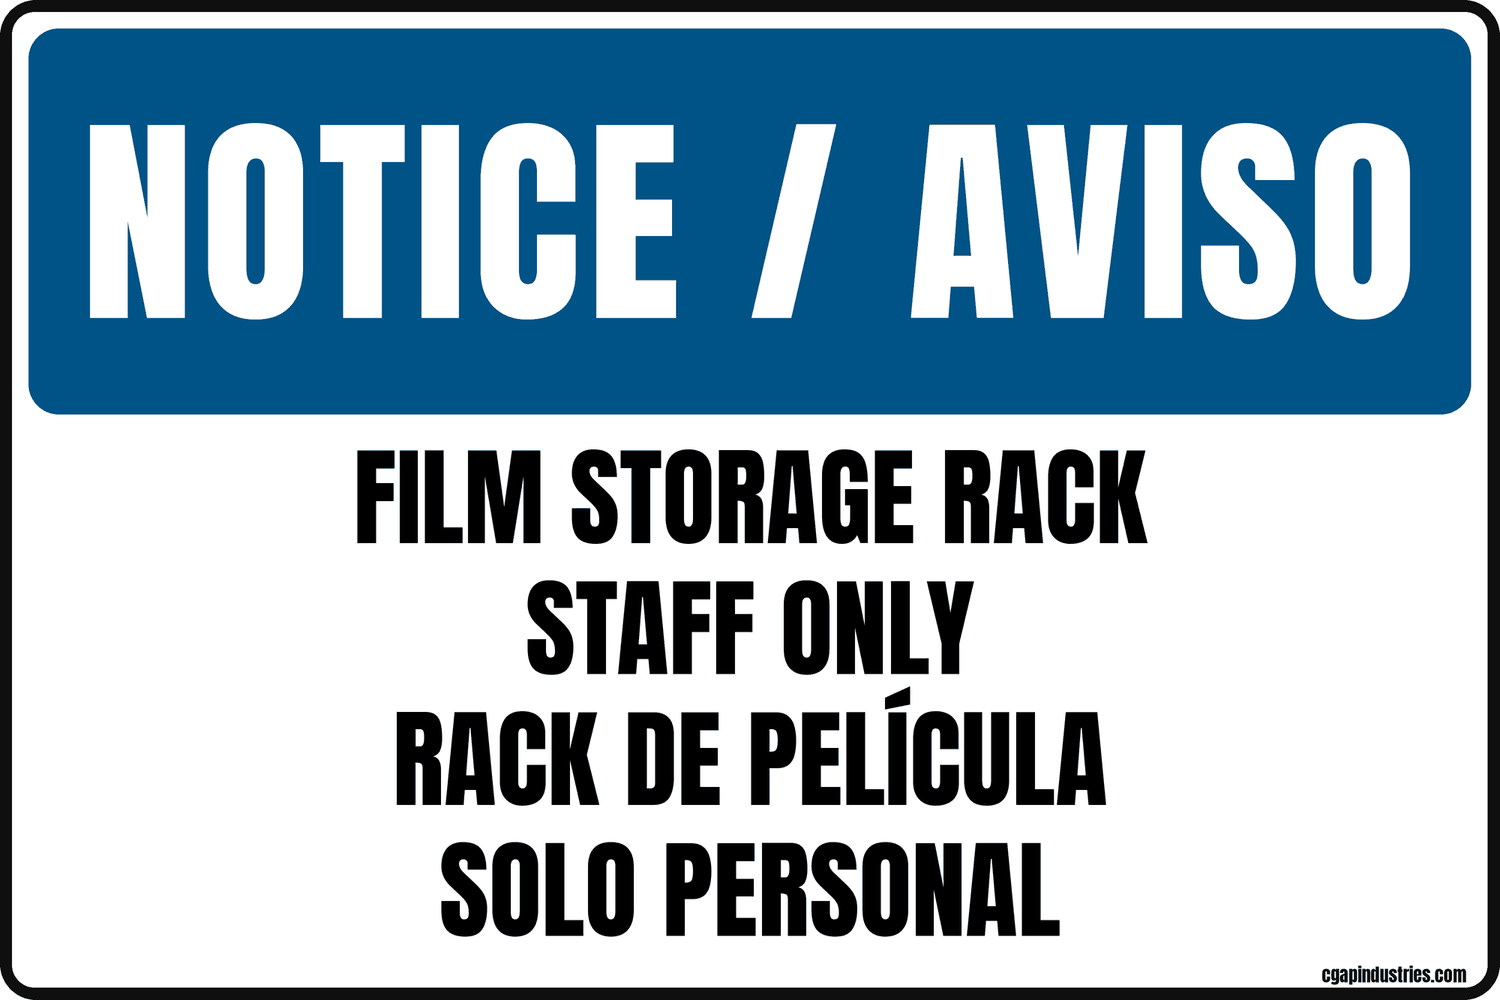 NOTICE / AVISO
FILM STORAGE RACK
STAFF ONLY
RACK DE PELÍCULA
SOLO PERSONAL
cgapindustries.com